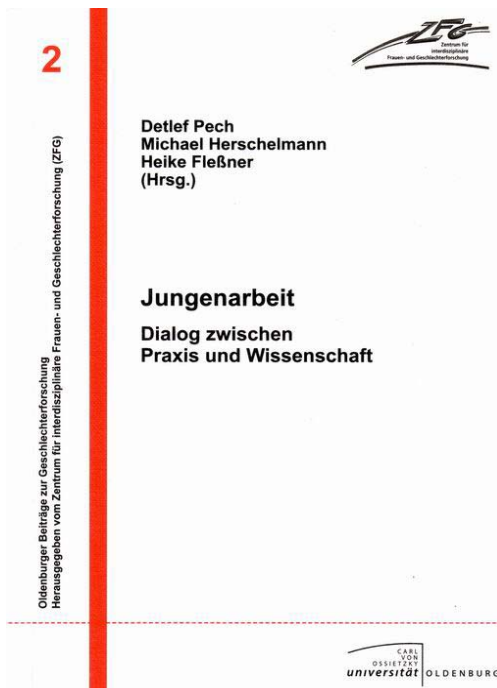 2
ZFG
Zentrum für
interdisziplinäre
Frauen- und Geschlechterforschung
Detlef Pech
Michael Herschelmann
Heike Fleßner
(Hrsg.)
Jungenarbeit
Dialog zwischen
Praxis und Wissenschaft
Oldenburger Beiträge zur Geschlechterforschung
Herausgegeben vom Zentrum für interdisziplinäre Frauen- und Geschlechterforschung (ZFG)
CARL
VON
OSSIETZKY
universität OLDENBURG